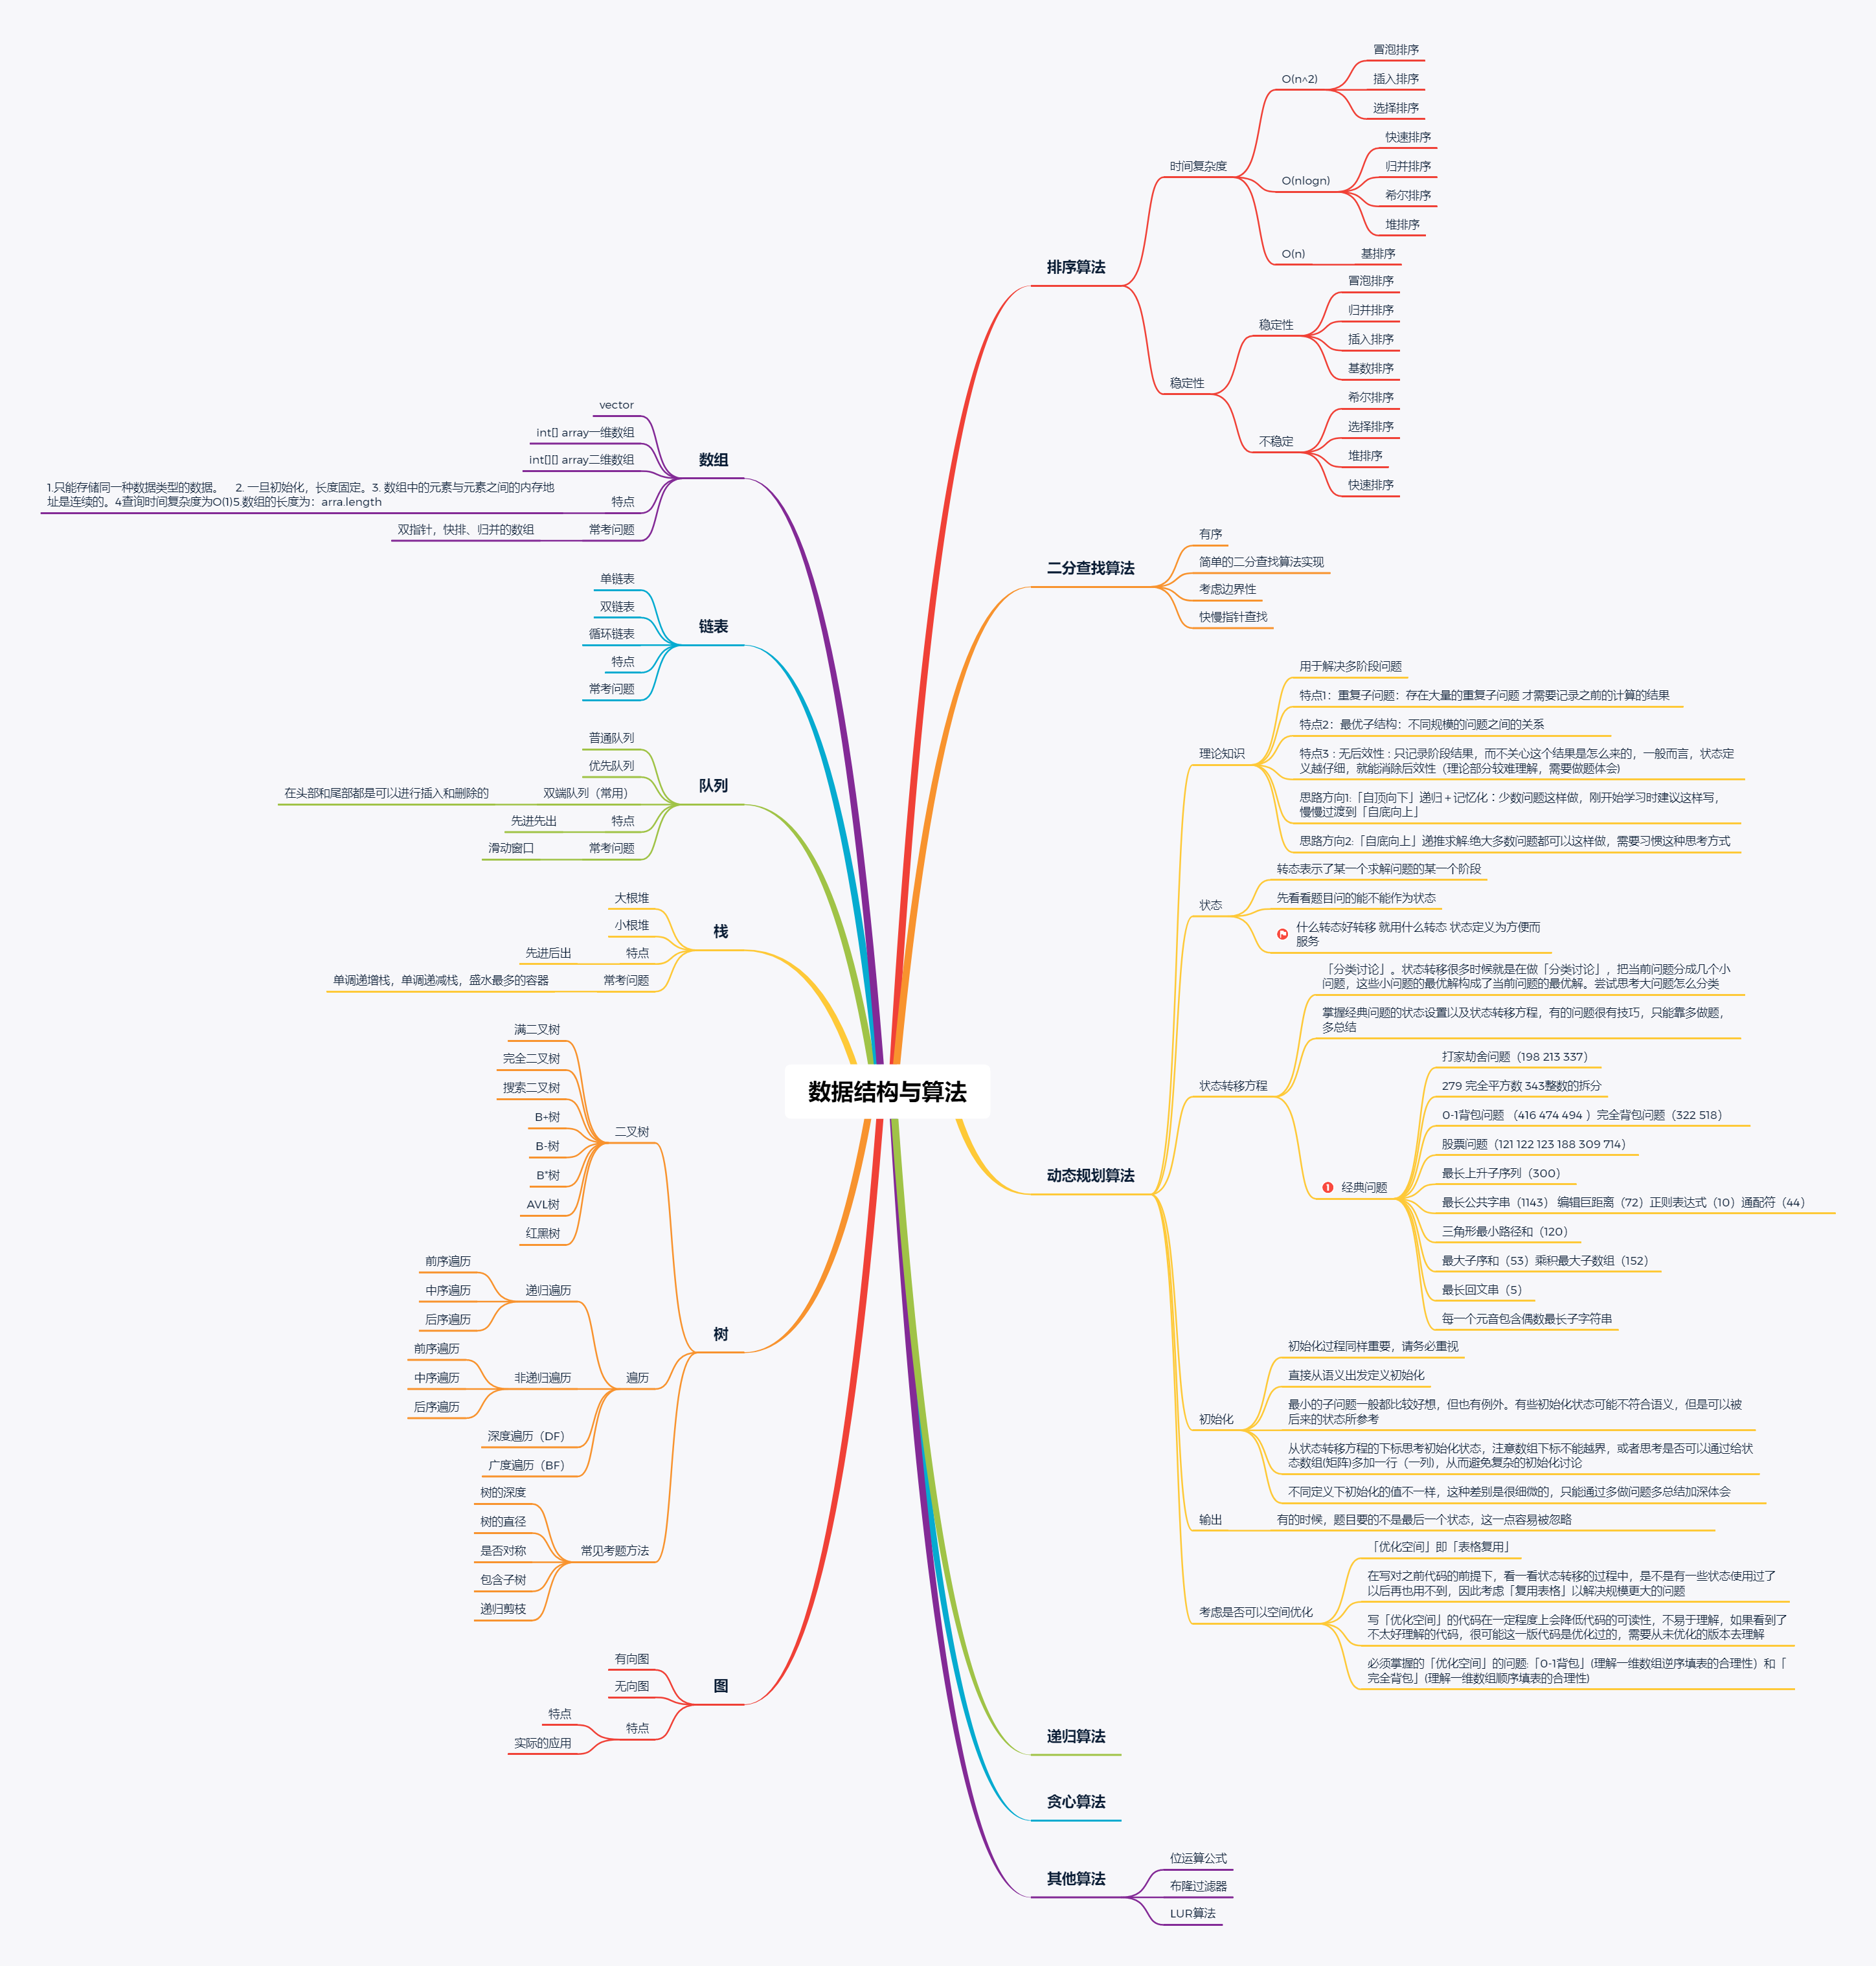 数据结构与算法
排序算法
时间复杂度
O(n^2)
冒泡排序
插入排序
选择排序
O(nlogn)
快速排序
归并排序
希尔排序
堆排序
O(n)
基排序
稳定性
稳定性
冒泡排序
归并排序
插入排序
基数排序
不稳定
希尔排序
选择排序
堆排序
快速排序
二分查找算法
有序
简单的二分查找算法实现
考虑边界性
快慢指针查找
动态规划算法
理论知识
用于解决多阶段问题
特点1：重复子问题：存在大量的重复子问题 才需要记录之前的计算的结果
特点2：最优子结构：不同规模的问题之间的关系
特点3 : 无后效性 : 只记录阶段结果，而不关心这个结果是怎么来的，一般而言，状态定
义越仔细，就能消除后效性（理论部分较难理解，需要做题体会)
思路方向1:「自顶向下」递归＋记忆化：少数问题这样做，刚开始学习时建议这样写，
慢慢过渡到「自底向上」
思路方向2:「自底向上」递推求解:绝大多数问题都可以这样做，需要习惯这种思考方式
状态
转态表示了某一个求解问题的某一个阶段
先看看题目问的能不能作为状态
什么转态好转移 就用什么转态 状态定义为方便而
服务
状态转移方程
「分类讨论」。状态转移很多时候就是在做「分类讨论」，把当前问题分成几个小
问题，这些小问题的最优解构成了当前问题的最优解。尝试思考大问题怎么分类
掌握经典问题的状态设置以及状态转移方程，有的问题很有技巧，只能靠多做题，
多总结
1 经典问题
打家劫舍问题（198 213 337）
279 完全平方数 343整数的拆分
0-1背包问题 （416 474 494 ）完全背包问题（322 518）
股票问题（121 122 123 188 309 714）
最长上升子序列（300）
最长公共字串（1143） 编辑巨距离（72）正则表达式（10）通配符（44）
三角形最小路径和（120）
最大子序和（53）乘积最大子数组（152）
最长回文串（5）
每一个元音包含偶数最长子字符串
初始化
初始化过程同样重要，请务必重视
直接从语义出发定义初始化
最小的子问题一般都比较好想，但也有例外。有些初始化状态可能不符合语义，但是可以被
后来的状态所参考
从状态转移方程的下标思考初始化状态，注意数组下标不能越界，或者思考是否可以通过给状
态数组(矩阵)多加一行（一列），从而避免复杂的初始化讨论
不同定义下初始化的值不一样，这种差别是很细微的，只能通过多做问题多总结加深体会
输出
有的时候，题目要的不是最后一个状态，这一点容易被忽略
考虑是否可以空间优化
「优化空间」即「表格复用」
在写对之前代码的前提下，看一看状态转移的过程中，是不是有一些状态使用过了
以后再也用不到，因此考虑「复用表格」以解决规模更大的问题
写「优化空间」的代码在一定程度上会降低代码的可读性，不易于理解，如果看到了
不太好理解的代码，很可能这一版代码是优化过的，需要从未优化的版本去理解
必须掌握的「优化空间」的问题:「0-1背包」(理解一维数组逆序填表的合理性）和「
完全背包」(理解一维数组顺序填表的合理性)
递归算法
贪心算法
其他算法
位运算公式
布隆过滤器
LUR算法
数组
vector
int[] array一维数组
int[][] array二维数组
特点
1.只能存储同一种数据类型的数据。 2. 一旦初始化，长度固定。3. 数组中的元素与元素之间的内存地
址是连续的。4查询时间复杂度为O(1)5.数组的长度为：arra.length
常考问题
双指针，快排、归并的数组
链表
单链表
双链表
循环链表
特点
常考问题
队列
普通队列
优先队列
双端队列（常用）
在头部和尾部都是可以进行插入和删除的
特点
先进先出
常考问题
滑动窗口
栈
大根堆
小根堆
特点
先进后出
常考问题
单调递增栈，单调递减栈，盛水最多的容器
树
二叉树
满二叉树
完全二叉树
搜索二叉树
B+树
B-树
B*树
AVL树
红黑树
遍历
递归遍历
前序遍历
中序遍历
后序遍历
非递归遍历
前序遍历
中序遍历
后序遍历
深度遍历（DF）
广度遍历（BF）
常见考题方法
树的深度
树的直径
是否对称
包含子树
递归剪枝
图
有向图
无向图
特点
特点
实际的应用